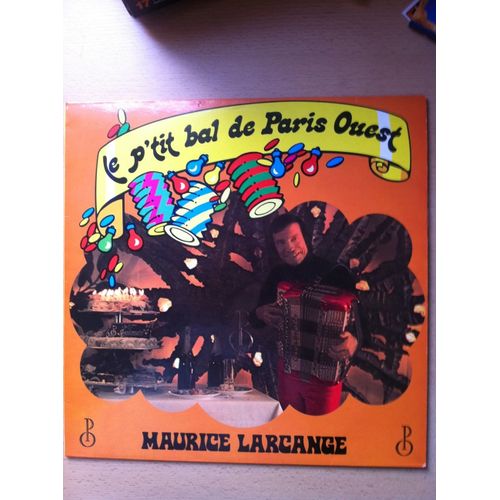 le p'tit bal de Paris Ouest
MAURICE LARCANGE